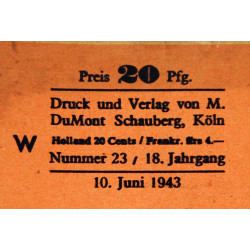 Preis 20 Pfg.
Druck und Verlag von M.
DuMont Schauberg, Köln
W
Holland 20 Cents / Frankr. ffrs 4.—
Nummer 23 / 18. Jahrgang
10. Juni 1943